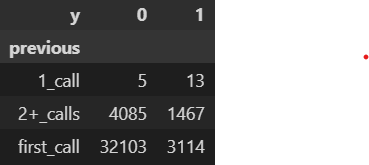 y 0 1
previous
1_call 5 13
2+_calls 4085 1467
first_call 32103 3114